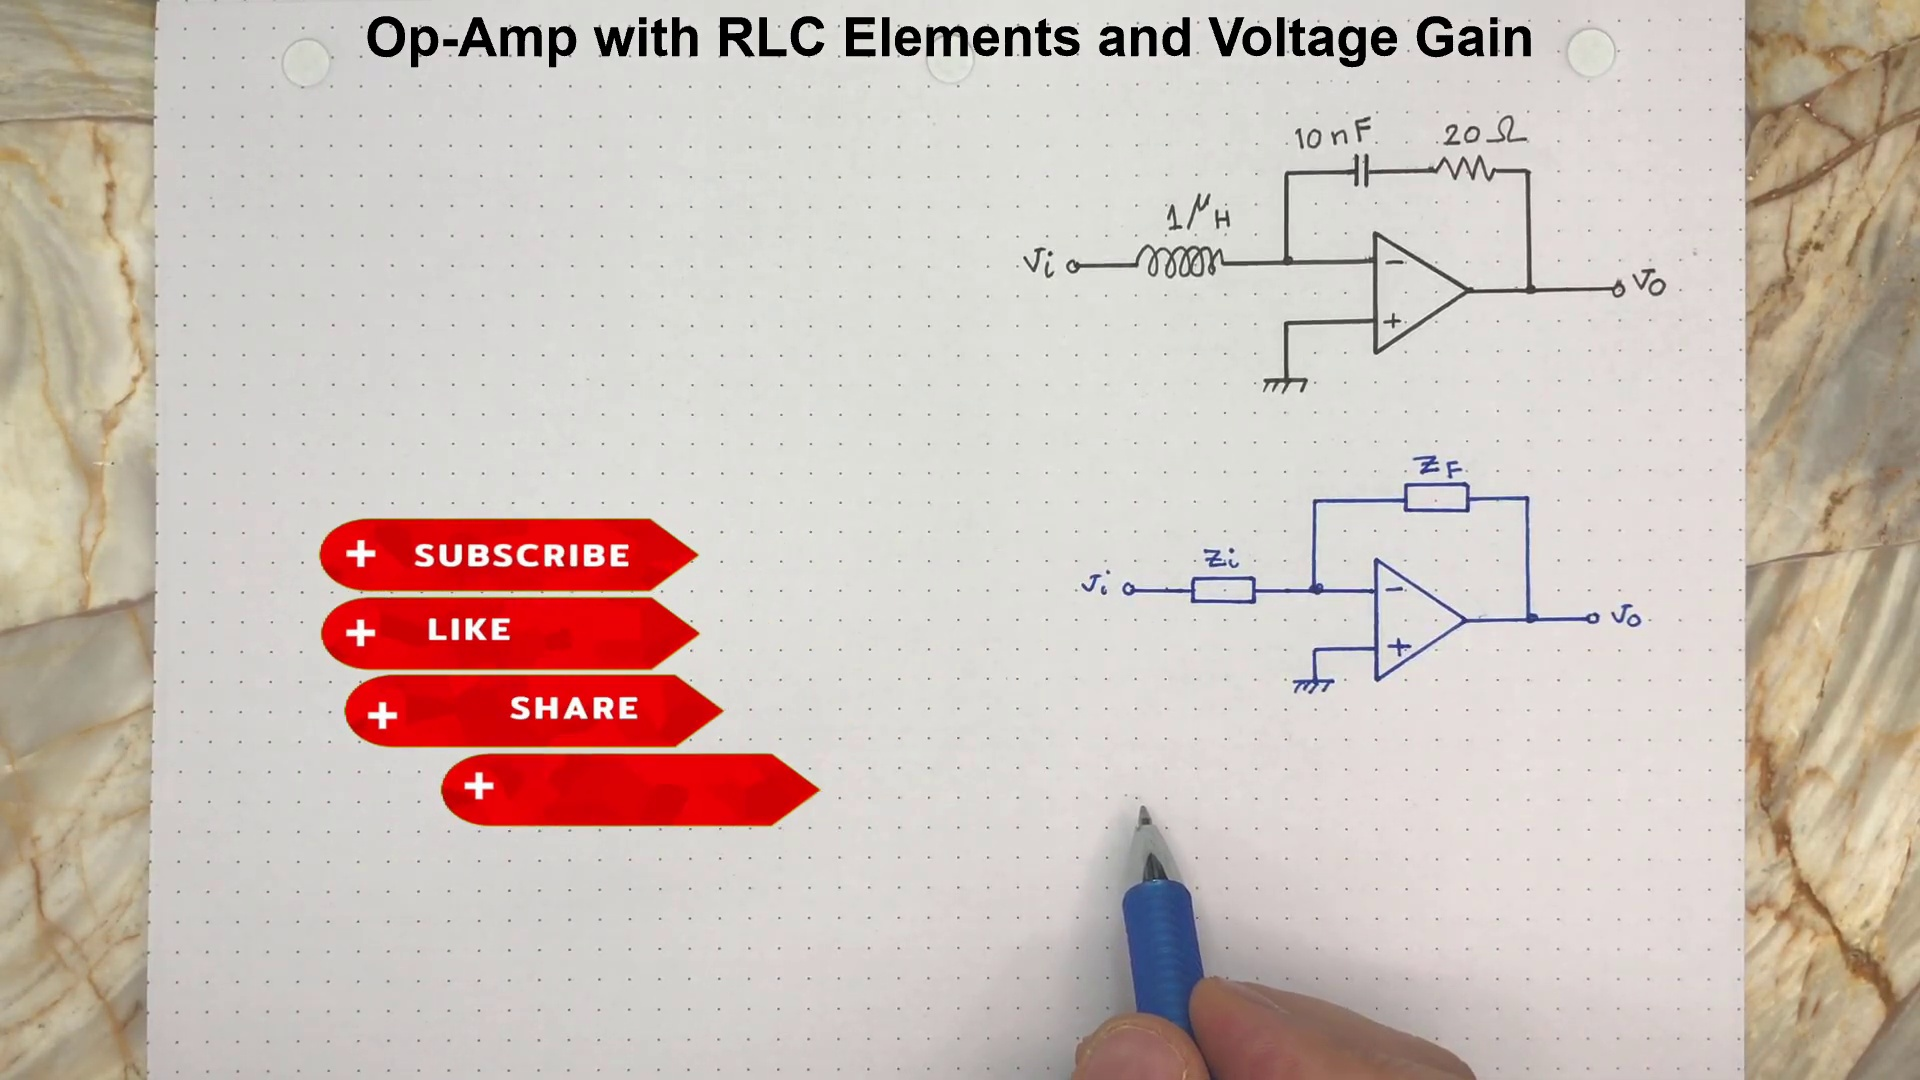 Op-Amp with RLC Elements and Voltage Gain
10nF 20Ω
1μH
Vi
Vo
-
+
ZF
Zi
Vi
Vo
-
+
+ SUBSCRIBE
+ LIKE
+ SHARE
+